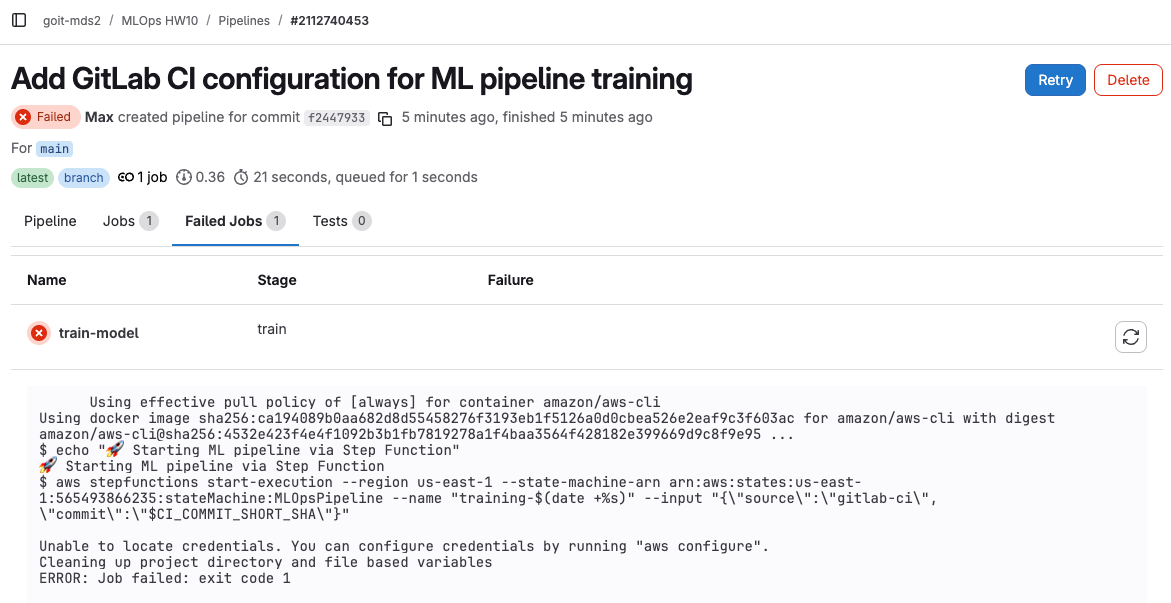 goit-mds2 / MLOps HW10 / Pipelines / #2112740453
Add GitLab CI configuration for ML pipeline training
Retry
Delete
Failed Max created pipeline for commit f2447933 5 minutes ago, finished 5 minutes ago
For main
latest branch 1 job 0.36 21 seconds, queued for 1 seconds
Pipeline Jobs 1 Failed Jobs 1 Tests 0
Name Stage Failure
train-model train
Using effective pull policy of [always] for container amazon/aws-cli
Using docker image sha256:ca194089b0aa682d8d55458276f3193eb1f5126a0d0cbea526e2eaf9c3f603ac for amazon/aws-cli with digest
amazon/aws-cli@sha256:4532e423f4e4f1092b3b1fb7819278a1f4baa3564f428182e399669d9c8f9e95 ...
$ echo "🚀 Starting ML pipeline via Step Function"
🚀 Starting ML pipeline via Step Function
$ aws stepfunctions start-execution --region us-east-1 --state-machine-arn arn:aws:states:us-east-
1:565493866235:stateMachine:MLOpsPipeline --name "training-$(date +%s)" --input "{\"source\":\"gitlab-ci\",
\"commit\":\"$CI_COMMIT_SHORT_SHA\"}"
Unable to locate credentials. You can configure credentials by running "aws configure".
Cleaning up project directory and file based variables
ERROR: Job failed: exit code 1